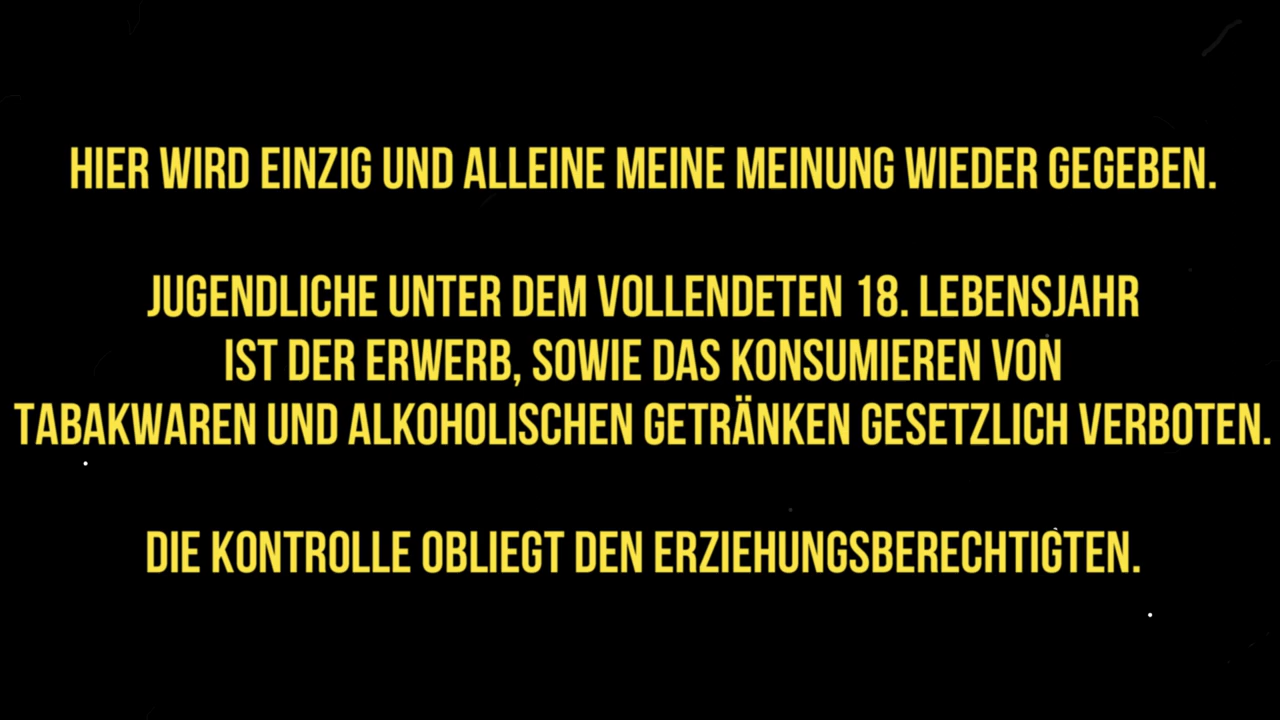 HIER WIRD EINZIG UND ALLEINE MEINE MEINUNG WIEDER GEGEBEN.
JUGENDLICHE UNTER DEM VOLLENDETEN 18. LEBENSJAHR
IST DER ERWERB, SOWIE DAS KONSUMIEREN VON
TABAKWAREN UND ALKOHOLISCHEN GETRÄNKEN GESETZLICH VERBOTEN.
DIE KONTROLLE OBLIEGT DEN ERZIEHUNGSBERECHTIGTEN.